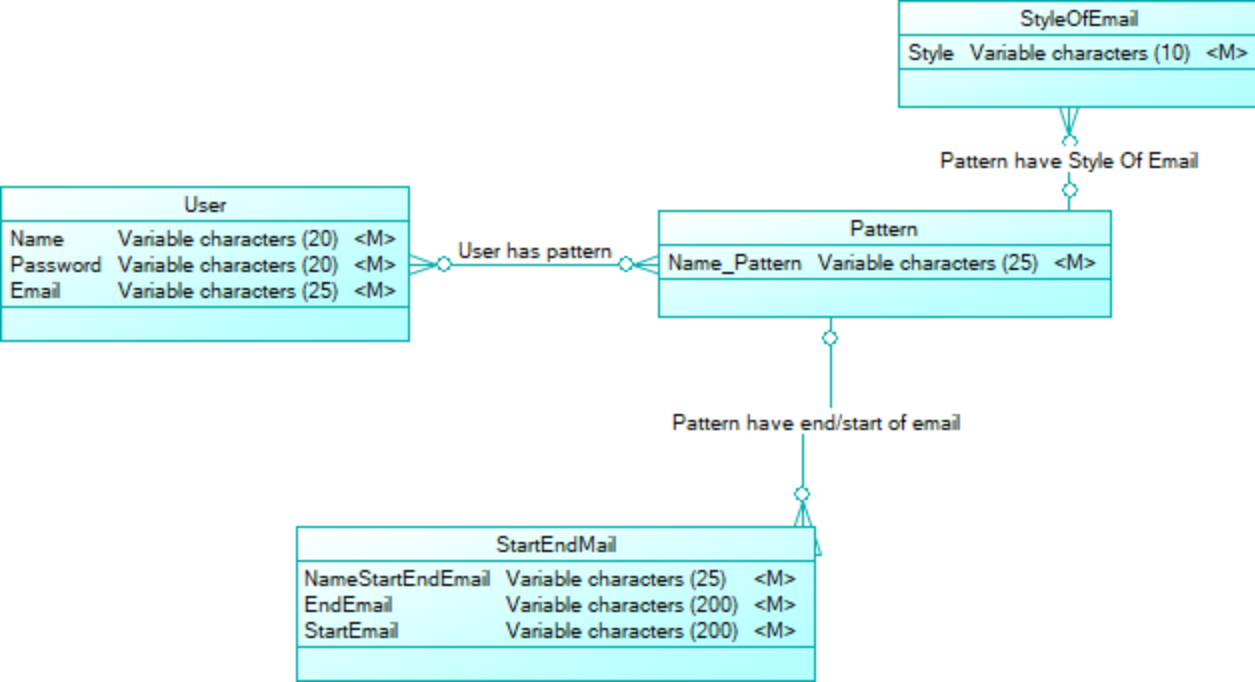 StyleOfEmail
Style Variable characters (10) <M>
Pattern have Style Of Email
User
Name Variable characters (20) <M>
Password Variable characters (20) <M>
Email Variable characters (25) <M>
User has pattern
Pattern
Name_Pattern Variable characters (25) <M>
Pattern have end/start of email
StartEndMail
NameStartEndEmail Variable characters (25) <M>
EndEmail Variable characters (200) <M>
StartEmail Variable characters (200) <M>